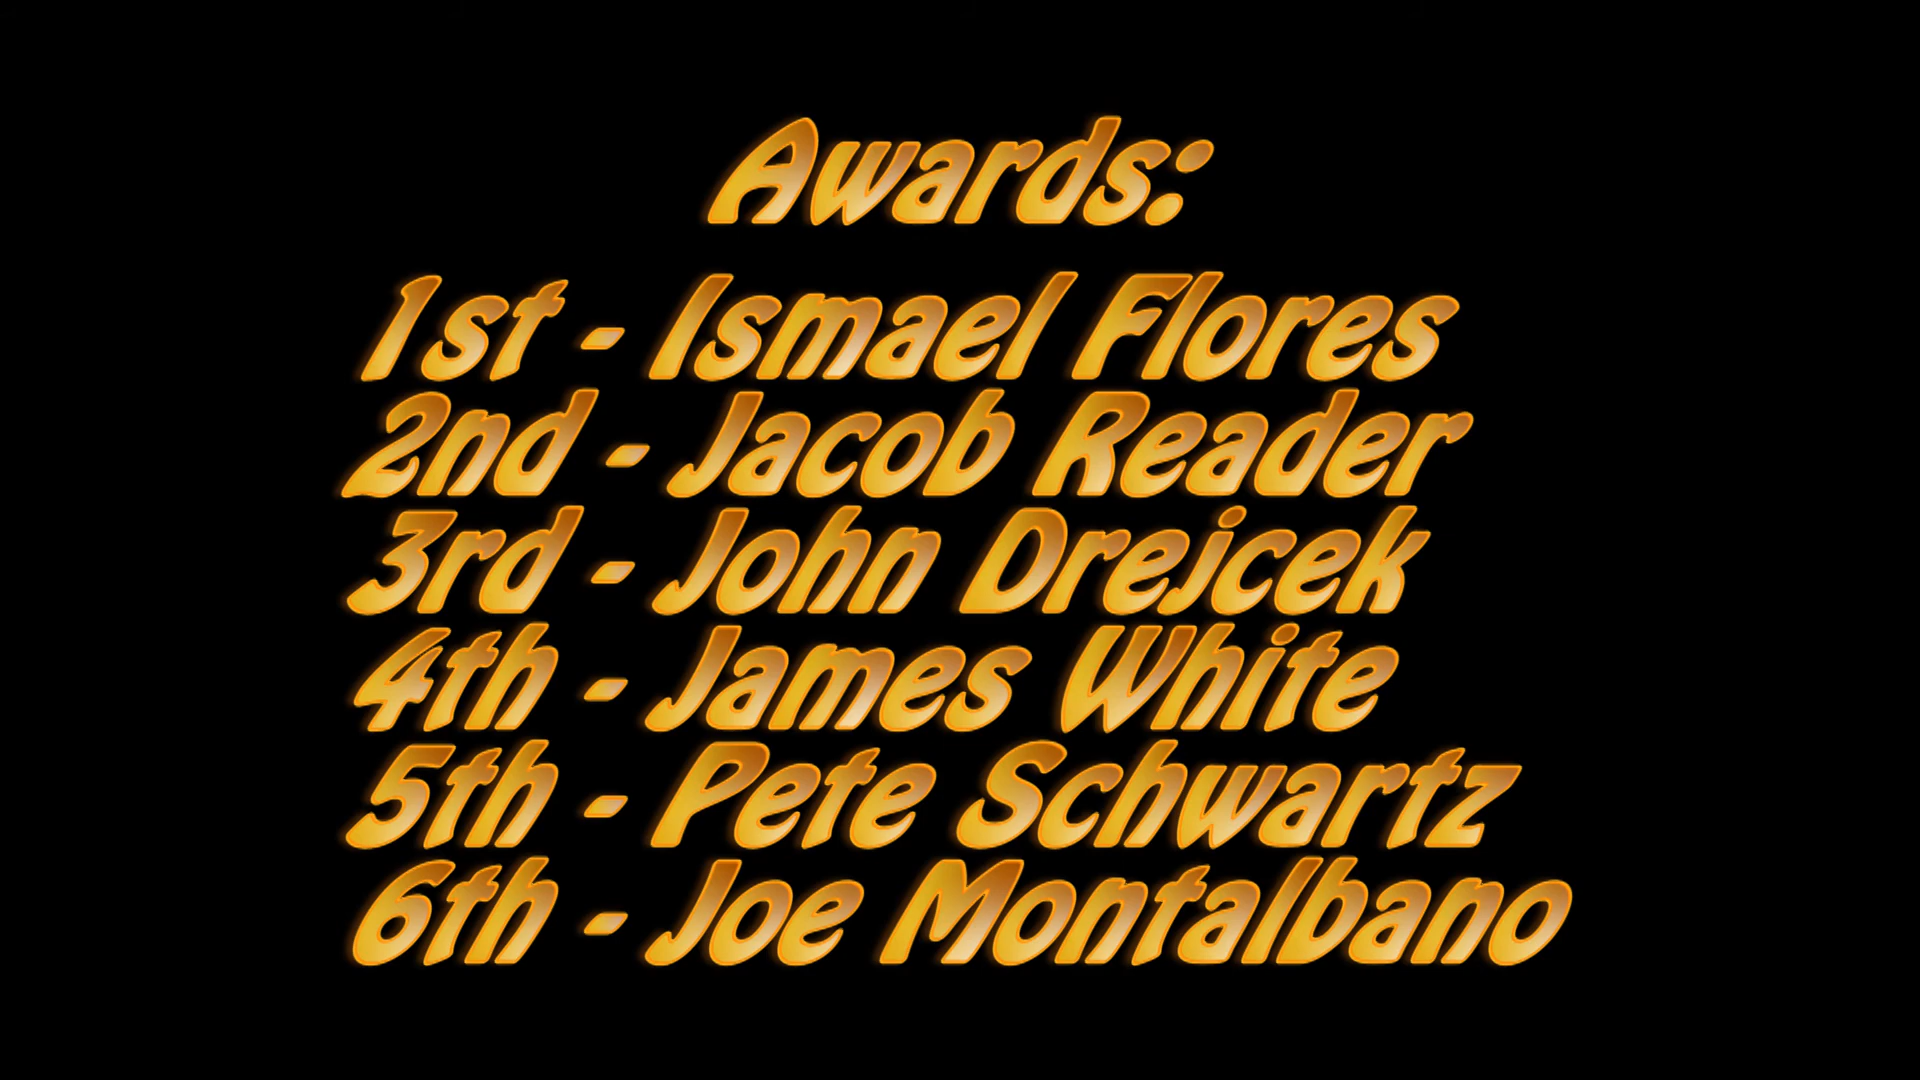 Awards:
1st - Ismael Flores
2nd - Jacob Reader
3rd - John Drejcek
4th - James White
5th - Pete Schwartz
6th - Joe Montalbano